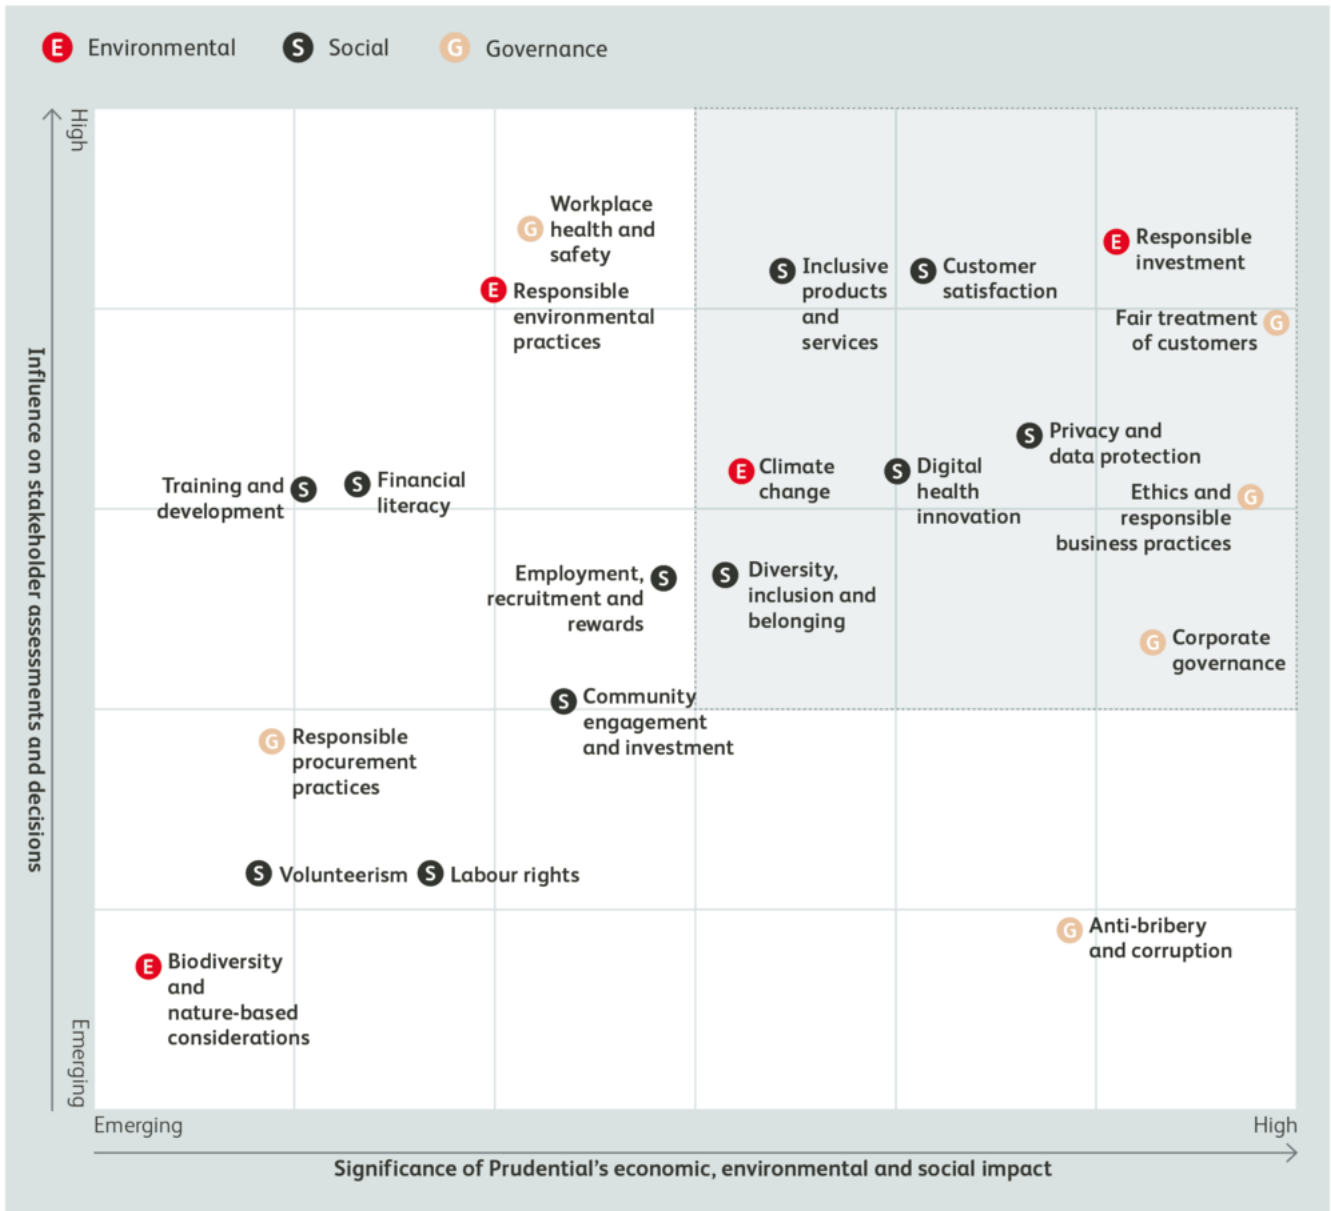 E Environmental S Social G Governance
High
Workplace
G health and
safety
E Responsible
environmental
practices
S Inclusive
products
and
services
S Customer
satisfaction
E Responsible
investment
Fair treatment G
of customers
S Privacy and
data protection
E Climate
change
S Digital
health
innovation
Ethics and G
responsible
business practices
Training and S
development
S Financial
literacy
Employment, S
recruitment and
rewards
S Diversity,
inclusion and
belonging
G Corporate
governance
S Community
engagement
and investment
G Responsible
procurement
practices
S Volunteerism
S Labour rights
G Anti-bribery
and corruption
E Biodiversity
and
nature-based
considerations
Influence on stakeholder assessments and decisions
Emerging
Emerging High
Significance of Prudential's economic, environmental and social impact